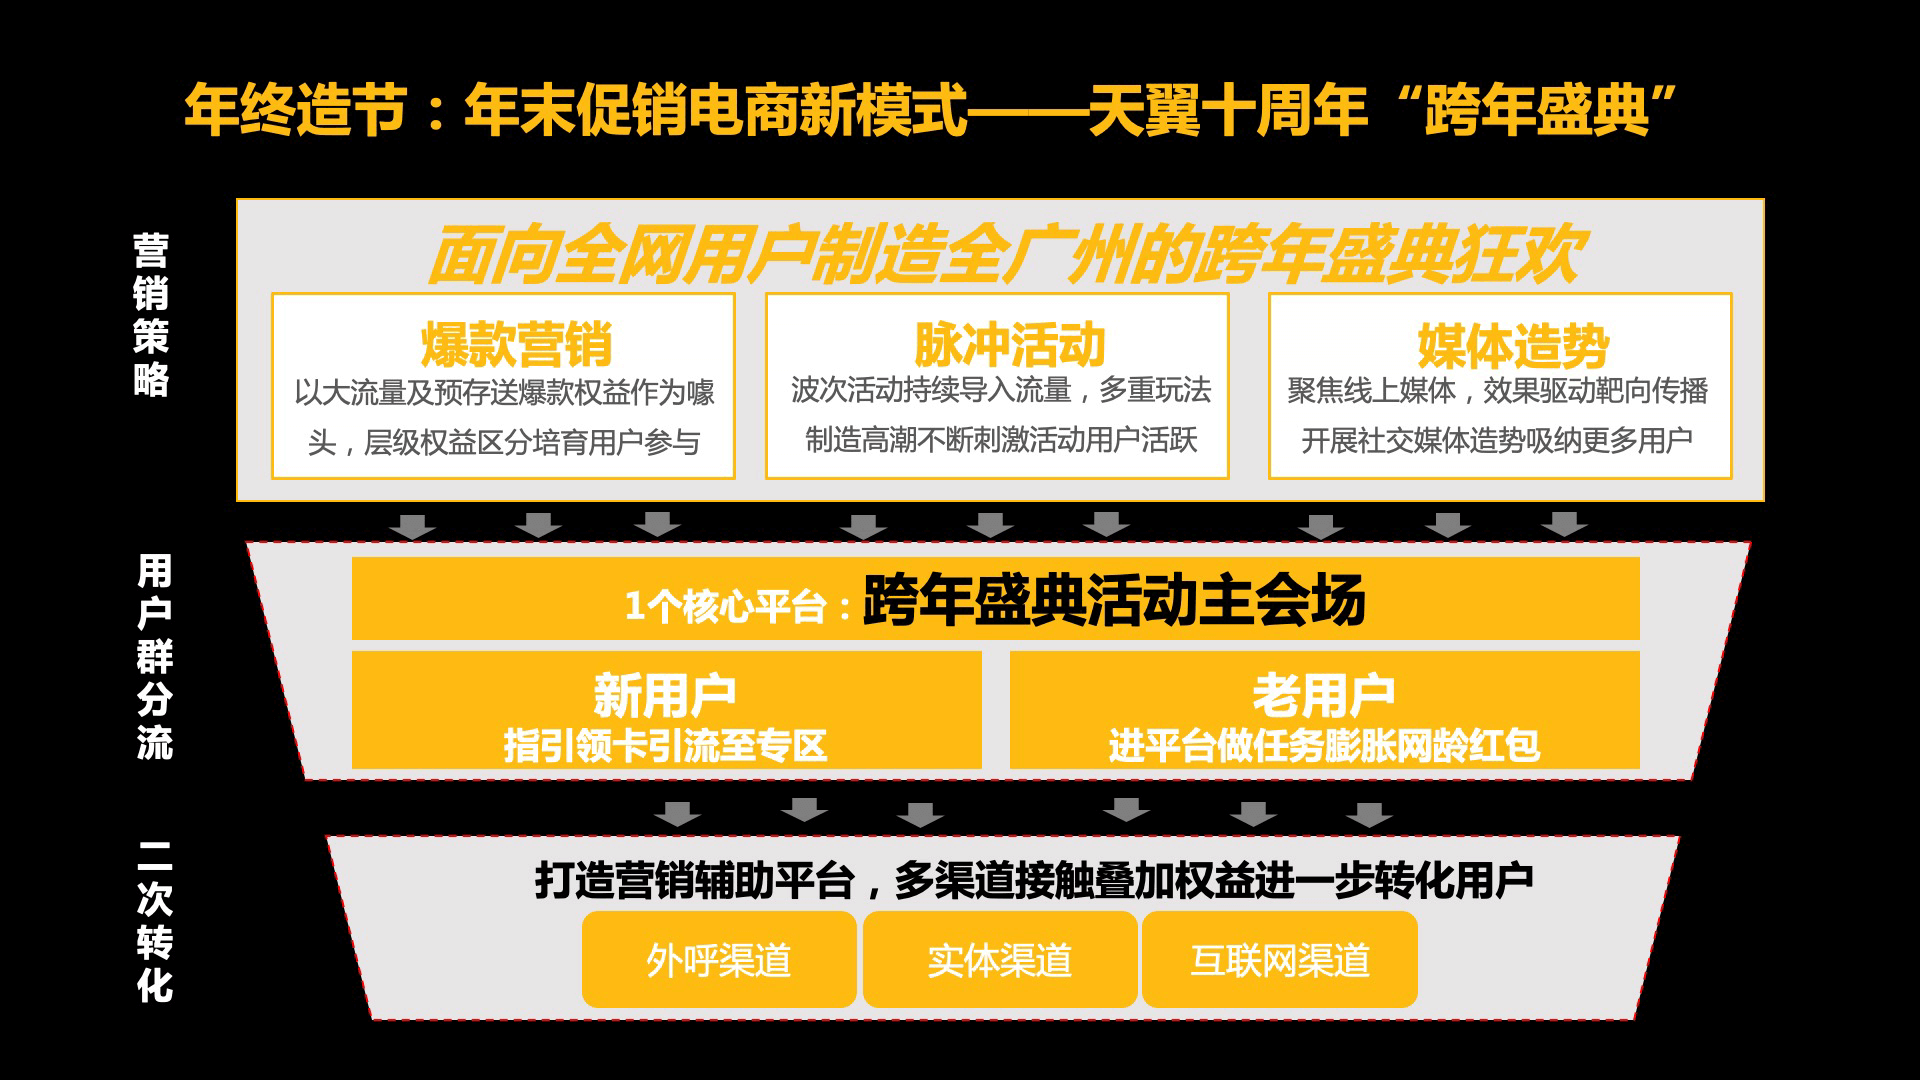 年终造节：年末促销电商新模式——天翼十周年“跨年盛典”
营销策略
面向全网用户制造全广州的跨年盛典狂欢
爆款营销
以大流量及预存送爆款权益作为噱
头，层级权益区分培育用户参与
脉冲活动
波次活动持续导入流量，多重玩法
制造高潮不断刺激活动用户活跃
媒体造势
聚焦线上媒体，效果驱动靶向传播
开展社交媒体造势吸纳更多用户
用户群分流
1个核心平台：跨年盛典活动主会场
新用户
指引领卡引流至专区
老用户
进平台做任务膨胀网龄红包
二次转化
打造营销辅助平台，多渠道接触叠加权益进一步转化用户
外呼渠道
实体渠道
互联网渠道